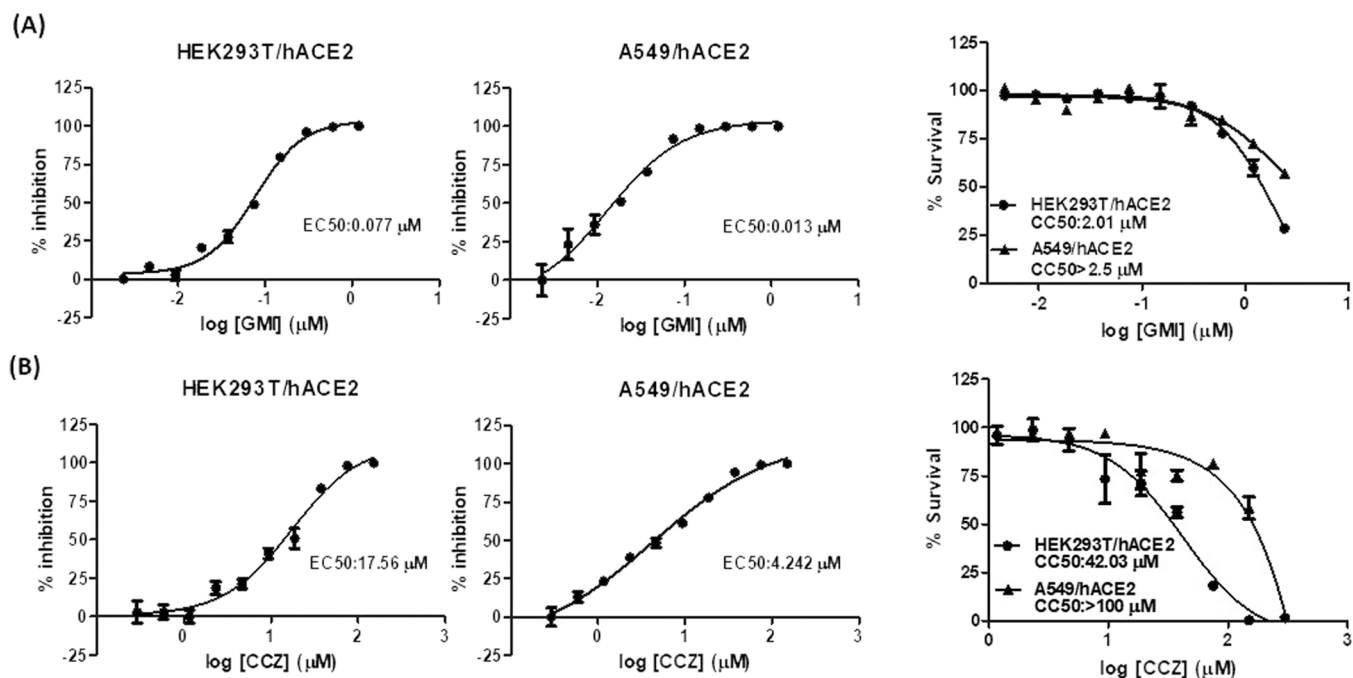 (A)
HEK293T/hACE2
125
100
75
50
25
0
-25
% inhibition
-2
-1
0
1
log [GMI] (μM)
EC50:0.077 μM
A549/hACE2
125
100
75
50
25
0
-25
% inhibition
-2
-1
0
1
log [GMI] (μM)
EC50:0.013 μM
125
100
75
50
25
0
% Survival
HEK293T/hACE2
CC50:2.01 μM
A549/hACE2
CC50>2.5 μM
-2
-1
0
1
log [GMI] (μM)
(B)
HEK293T/hACE2
125
100
75
50
25
0
-25
% inhibition
0
1
2
3
log [CCZ] (μM)
EC50:17.56 μM
A549/hACE2
125
100
75
50
25
0
-25
% inhibition
0
1
2
3
log [CCZ] (μM)
EC50:4.242 μM
125
100
75
50
25
0
% Survival
HEK293T/hACE2
CC50:42.03 μM
A549/hACE2
CC50:>100 μM
0
1
2
3
log [CCZ] (μM)